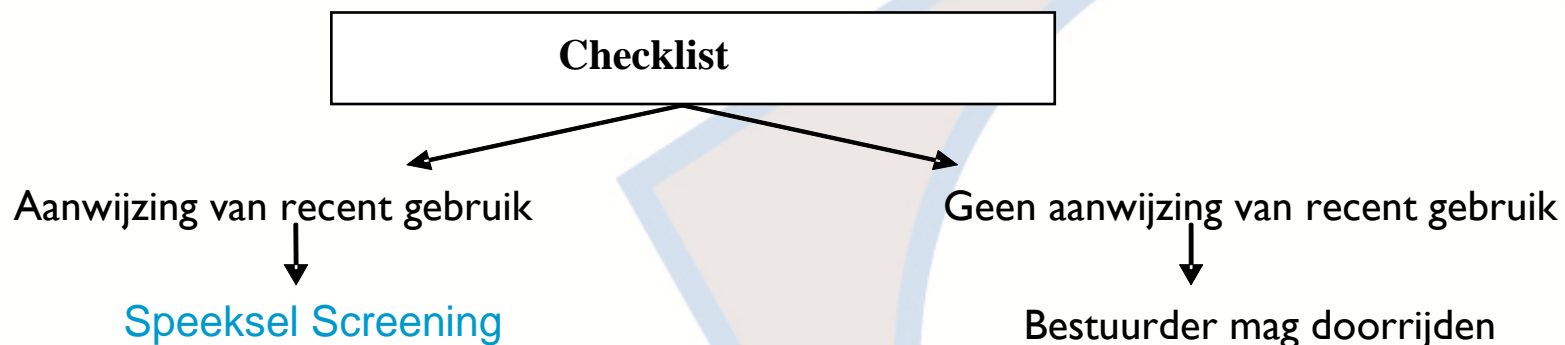 Checklist
Aanwijzing van recent gebruik
Geen aanwijzing van recent gebruik
Speeksel Screening
Bestuurder mag doorrijden